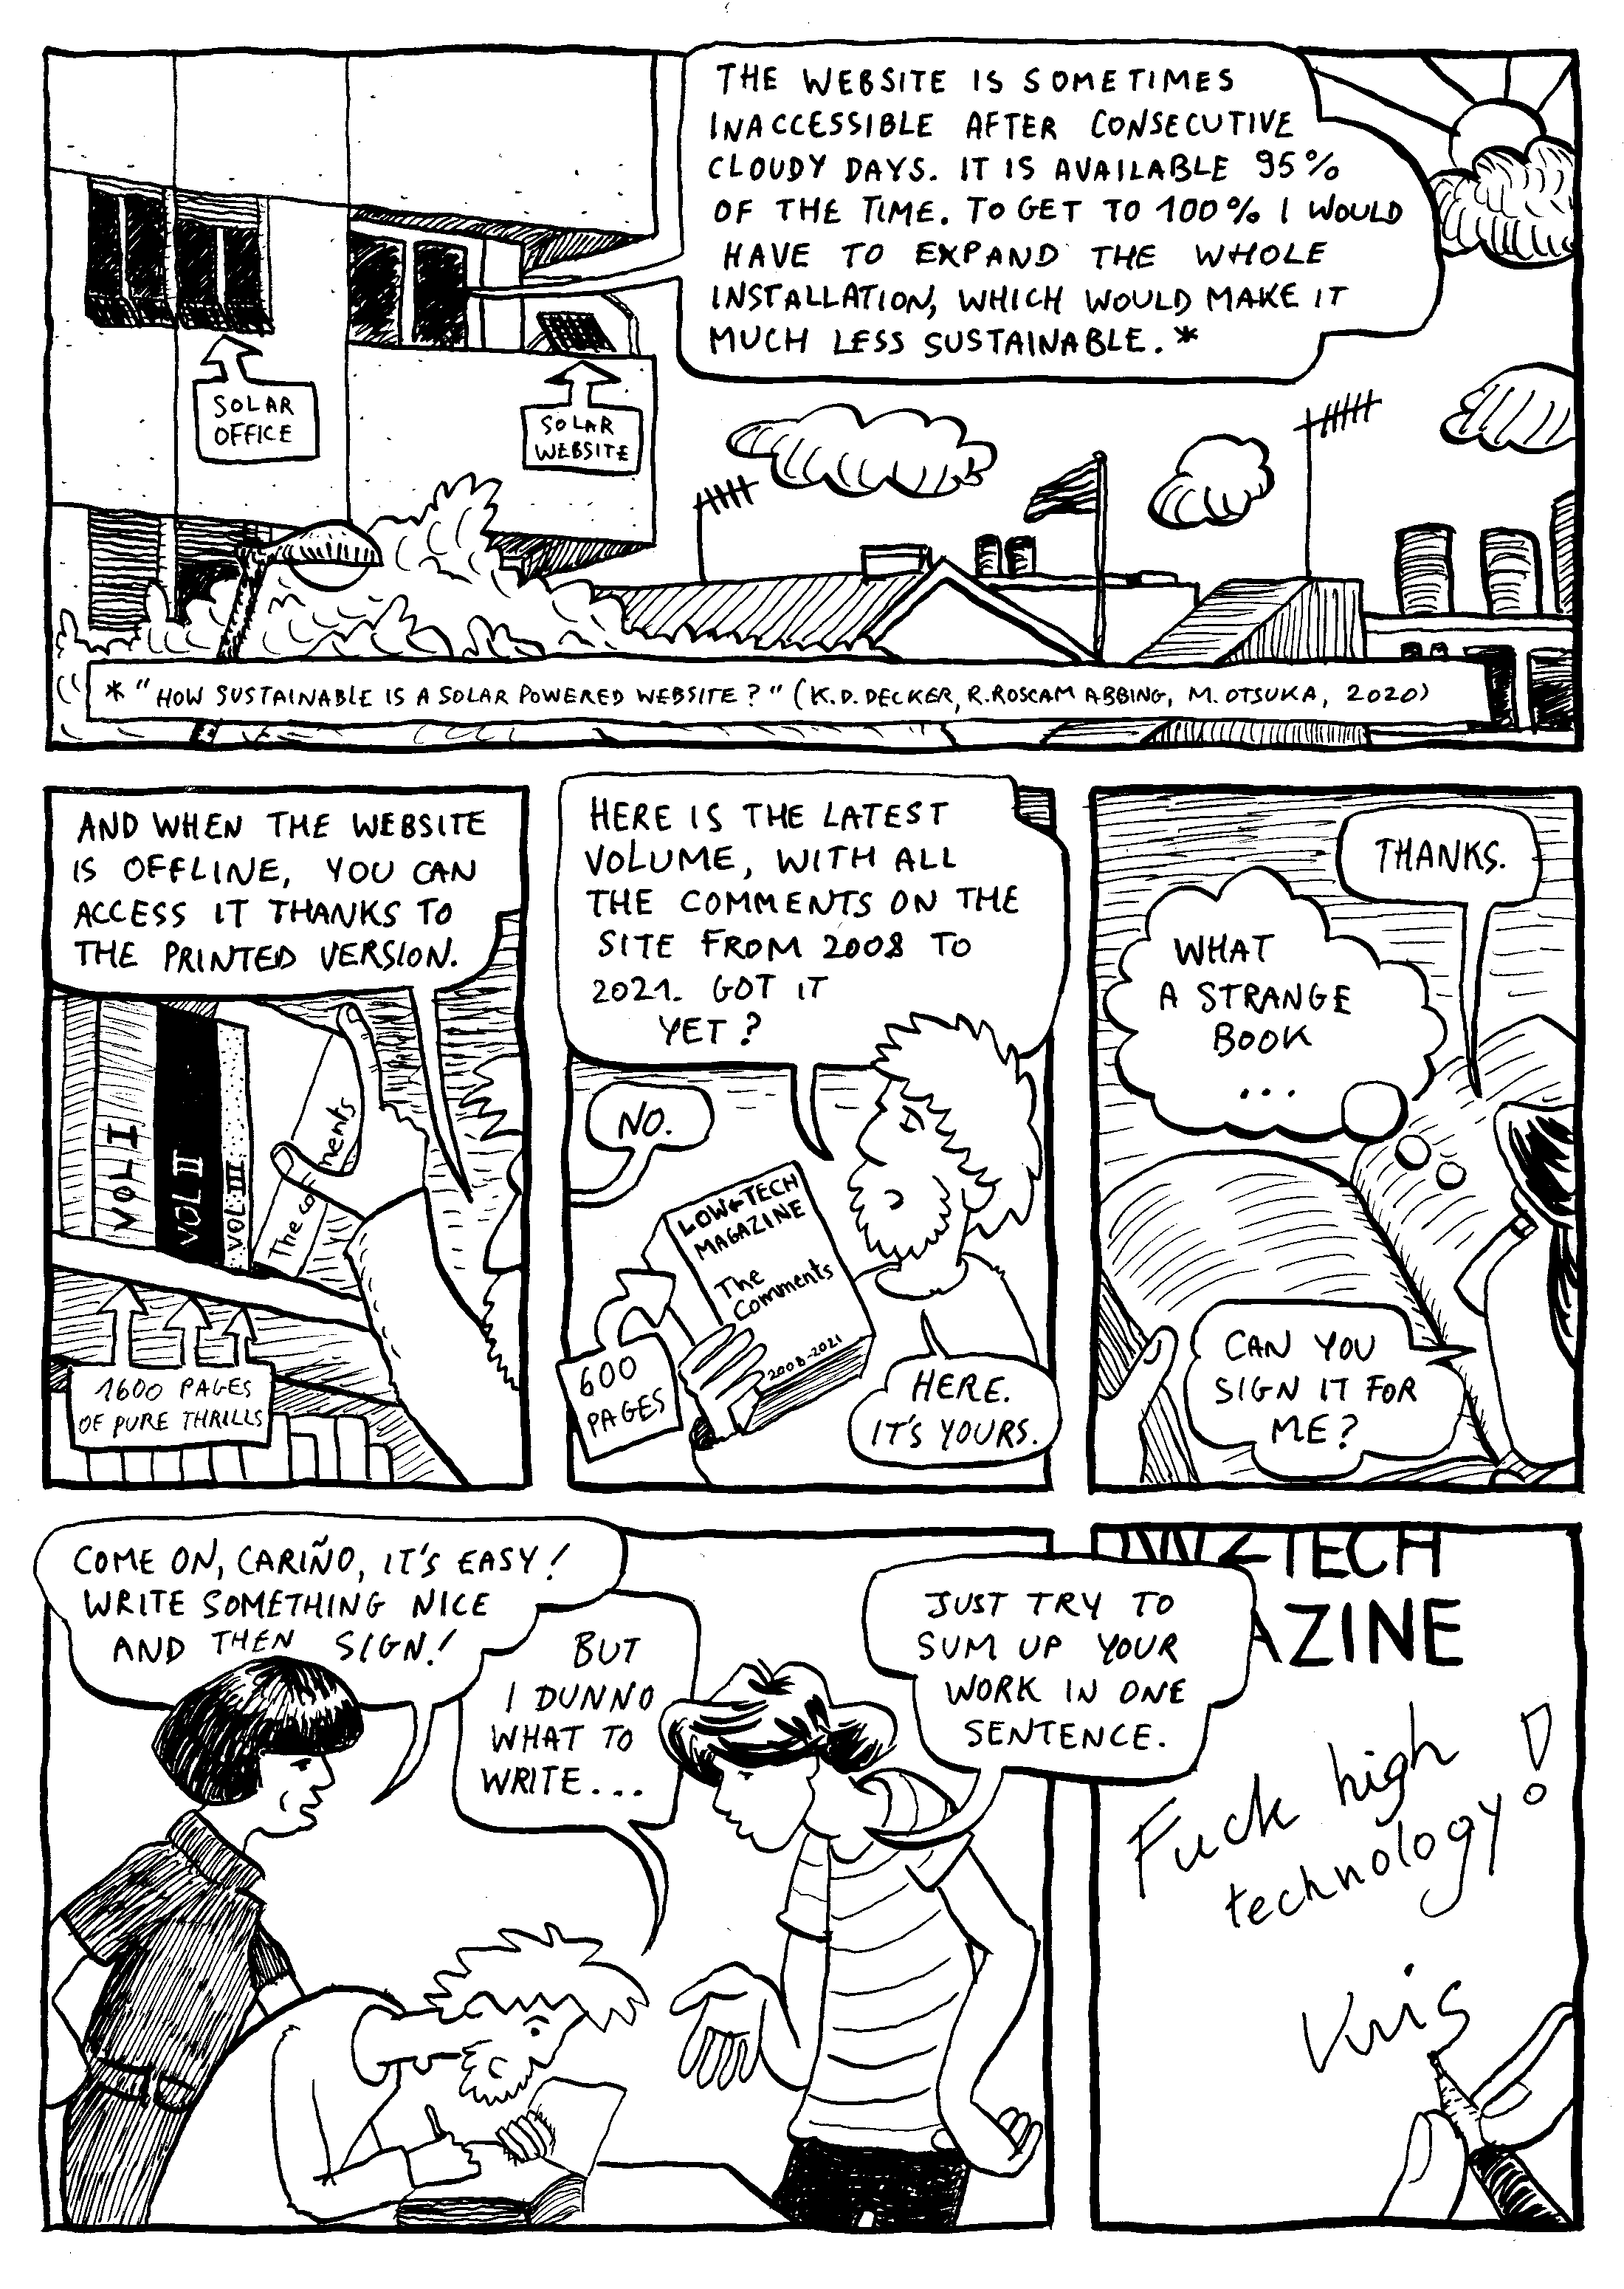 THE WEBSITE IS SOMETIMES
INACCESSIBLE AFTER CONSECUTIVE
CLOUDY DAYS. IT IS AVAILABLE 95%
OF THE TIME. TO GET TO 100% I WOULD
HAVE TO EXPAND THE WHOLE
INSTALLATION, WHICH WOULD MAKE IT
MUCH LESS SUSTAINABLE. *
SOLAR
OFFICE
SOLAR
WEBSITE
* "HOW SUSTAINABLE IS A SOLAR POWERED WEBSITE?" (K.D. DECKER, R. ROSCAM ABBING, M. OTSUKA, 2020)
AND WHEN THE WEBSITE
IS OFFLINE, YOU CAN
ACCESS IT THANKS TO
THE PRINTED VERSION.
VOL I
VOL II
VOL III
The co ments
1600 PAGES
OF PURE THRILLS
HERE IS THE LATEST
VOLUME, WITH ALL
THE COMMENTS ON THE
SITE FROM 2008 TO
2021. GOT IT
YET?
NO.
LOW←TECH
MAGAZINE
The
Comments
2008-2021
600
PAGES
HERE.
IT'S YOURS.
THANKS.
WHAT
A STRANGE
BOOK
...
CAN YOU
SIGN IT FOR
ME?
COME ON, CARIÑO, IT'S EASY!
WRITE SOMETHING NICE
AND THEN SIGN!
BUT
I DUNNO
WHAT TO
WRITE...
JUST TRY TO
SUM UP YOUR
WORK IN ONE
SENTENCE.
OW←TECH
AZINE
Fuck high
technology!
Kris